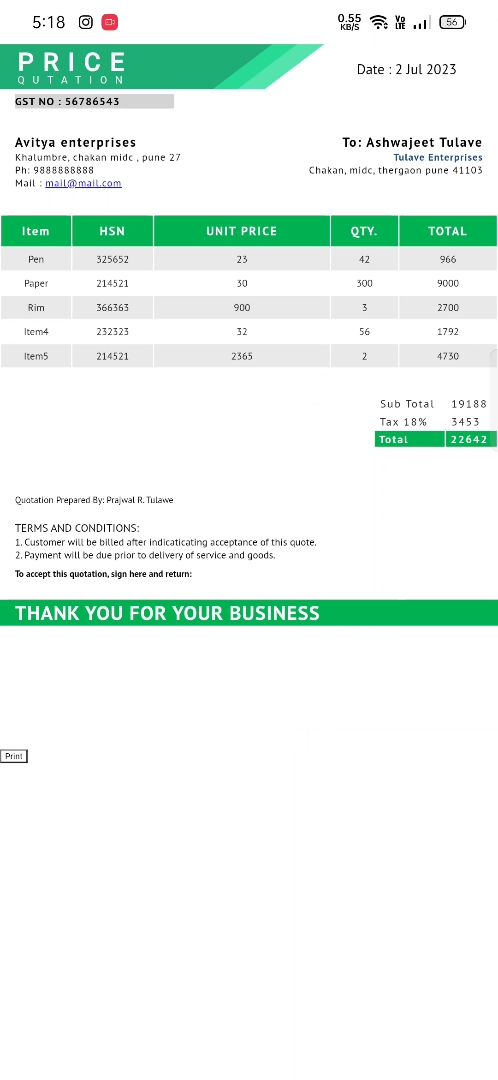 5:18 0.55 KB/S Vo LTE 56
PRICE
QUTATION
Date : 2 Jul 2023
GST NO : 56786543
Avitya enterprises
Khalumbre, chakan midc , pune 27
Ph: 9888888888
Mail : mail@mail.com
To: Ashwajeet Tulave
Tulave Enterprises
Chakan, midc, thergaon pune 41103
Item HSN UNIT PRICE QTY. TOTAL
Pen 325652 23 42 966
Paper 214521 30 300 9000
Rim 366363 900 3 2700
Item4 232323 32 56 1792
Item5 214521 2365 2 4730
Sub Total 19188
Tax 18% 3453
Total 22642
Quotation Prepared By: Prajwal R. Tulawe
TERMS AND CONDITIONS:
1. Customer will be billed after indicaticating acceptance of this quote.
2. Payment will be due prior to delivery of service and goods.
To accept this quotation, sign here and return:
THANK YOU FOR YOUR BUSINESS
Print